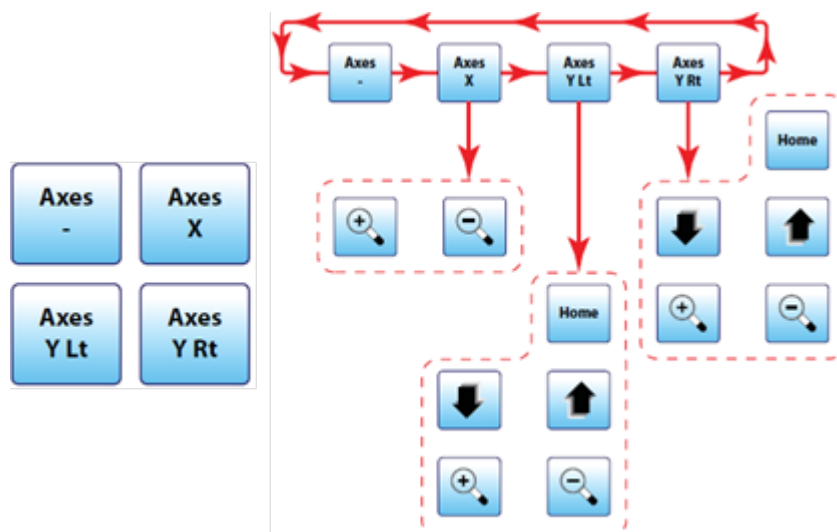 Axes
-
Axes
X
Axes
Y Lt
Axes
Y Rt
Axes
-
Axes
X
Axes
Y Lt
Axes
Y Rt
Home
Home